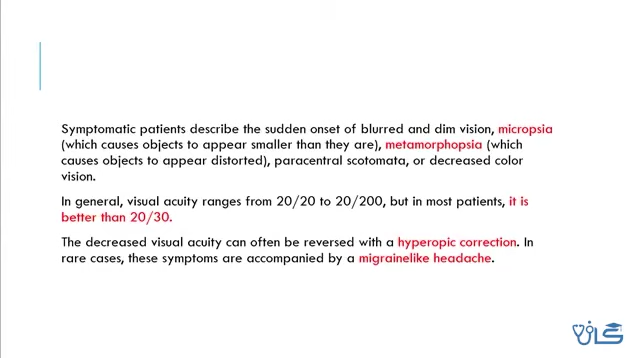 Symptomatic patients describe the sudden onset of blurred and dim vision, micropsia
(which causes objects to appear smaller than they are), metamorphopsia (which
causes objects to appear distorted), paracentral scotomata, or decreased color
vision.
In general, visual acuity ranges from 20/20 to 20/200, but in most patients, it is
better than 20/30.
The decreased visual acuity can often be reversed with a hyperopic correction. In
rare cases, these symptoms are accompanied by a migrainelike headache.